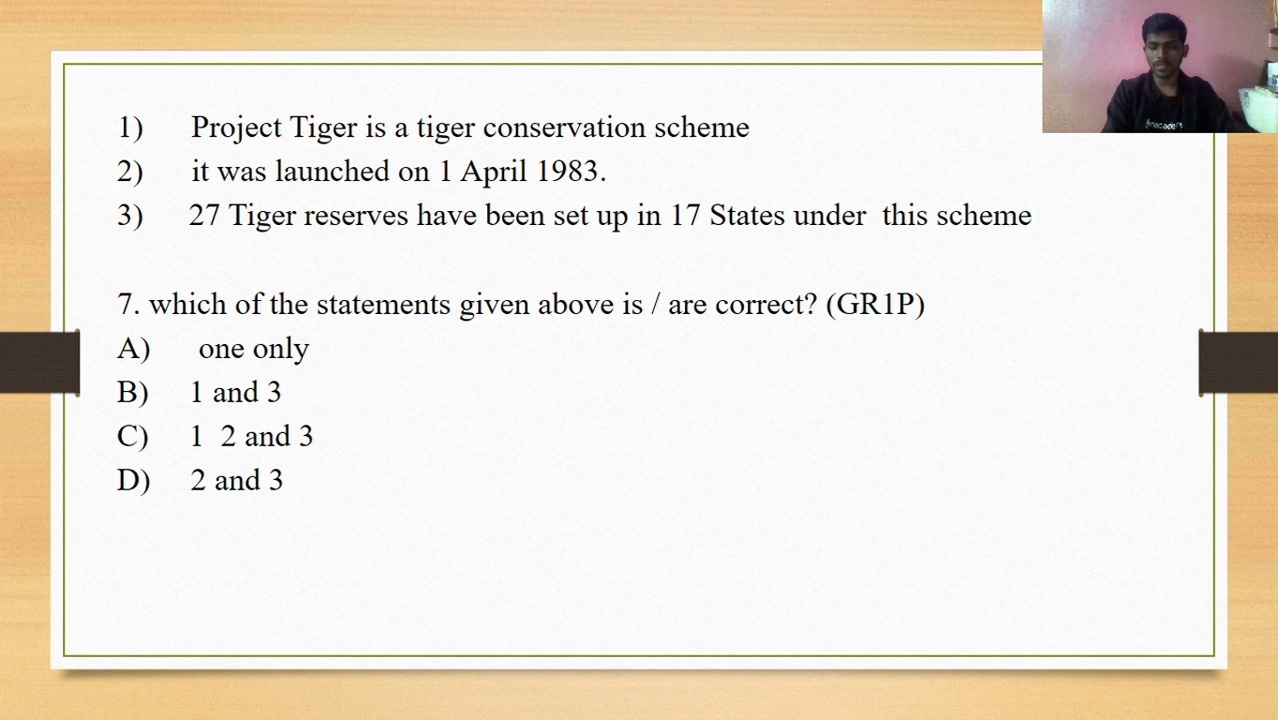 1) Project Tiger is a tiger conservation scheme
2) it was launched on 1 April 1983.
3) 27 Tiger reserves have been set up in 17 States under this scheme
7. which of the statements given above is / are correct? (GR1P)
A) one only
B) 1 and 3
C) 1 2 and 3
D) 2 and 3